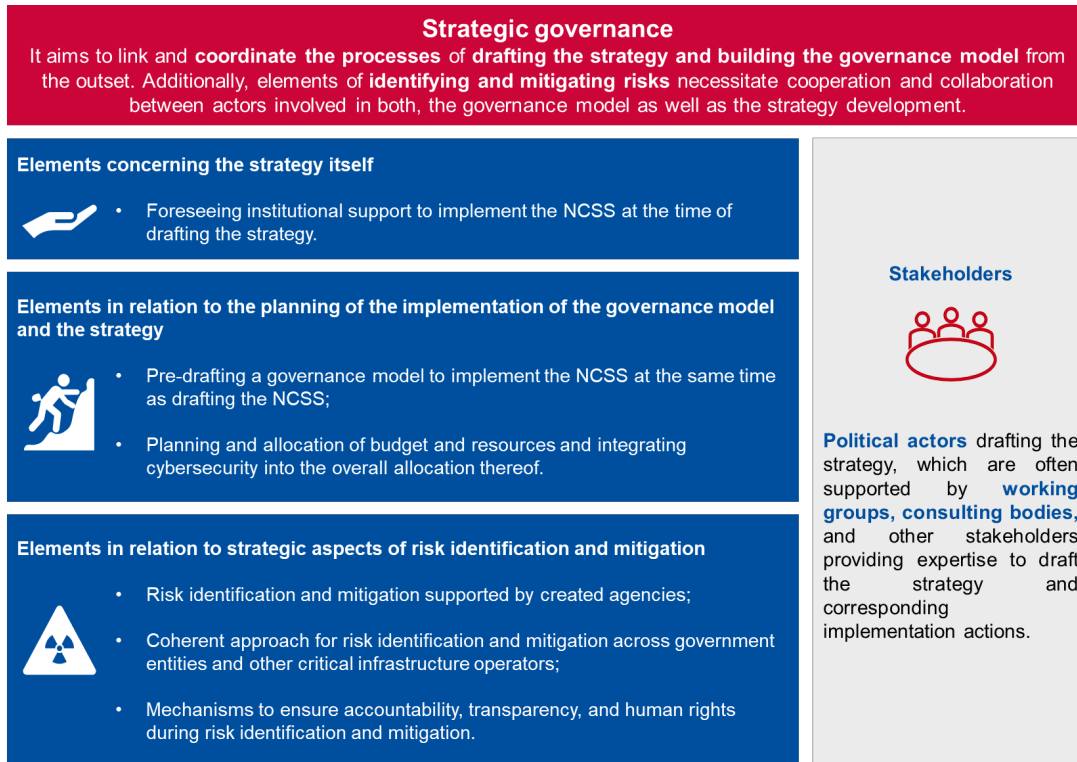 Strategic governance
It aims to link and coordinate the processes of drafting the strategy and building the governance model from
the outset. Additionally, elements of identifying and mitigating risks necessitate cooperation and collaboration
between actors involved in both, the governance model as well as the strategy development.
Elements concerning the strategy itself
• Foreseeing institutional support to implement the NCSS at the time of
drafting the strategy.
Elements in relation to the planning of the implementation of the governance model
and the strategy
• Pre-drafting a governance model to implement the NCSS at the same time
as drafting the NCSS;
• Planning and allocation of budget and resources and integrating
cybersecurity into the overall allocation thereof.
Elements in relation to strategic aspects of risk identification and mitigation
• Risk identification and mitigation supported by created agencies;
• Coherent approach for risk identification and mitigation across government
entities and other critical infrastructure operators;
• Mechanisms to ensure accountability, transparency, and human rights
during risk identification and mitigation.
Stakeholders
Political actors drafting the
strategy, which are often
supported by working
groups, consulting bodies,
and other stakeholders
providing expertise to draft
the strategy and
corresponding
implementation actions.